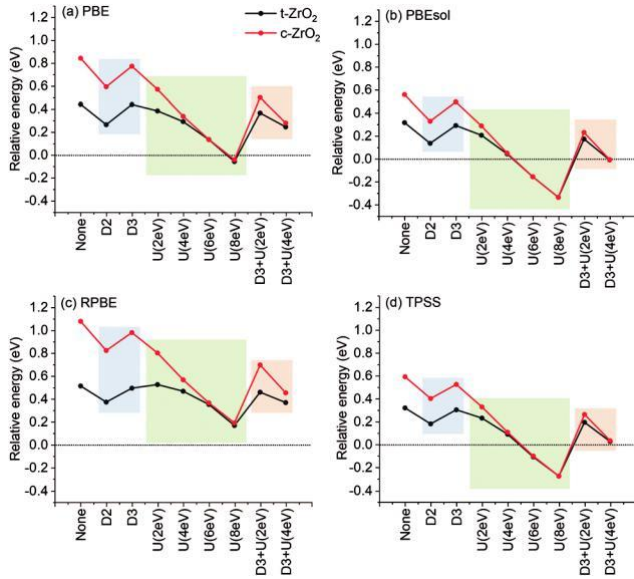 (a) PBE
t-ZrO₂
c-ZrO₂
Relative energy (eV)
1.2
1.0
0.8
0.6
0.4
0.2
0.0
-0.2
-0.4
None
D2
D3
U(2eV)
U(4eV)
U(6eV)
U(8eV)
D3+U(2eV)
D3+U(4eV)
(b) PBEsol
Relative energy (eV)
1.2
1.0
0.8
0.6
0.4
0.2
0.0
-0.2
-0.4
None
D2
D3
U(2eV)
U(4eV)
U(6eV)
U(8eV)
D3+U(2eV)
D3+U(4eV)
(c) RPBE
Relative energy (eV)
1.2
1.0
0.8
0.6
0.4
0.2
0.0
-0.2
-0.4
None
D2
D3
U(2eV)
U(4eV)
U(6eV)
U(8eV)
D3+U(2eV)
D3+U(4eV)
(d) TPSS
Relative energy (eV)
1.2
1.0
0.8
0.6
0.4
0.2
0.0
-0.2
-0.4
None
D2
D3
U(2eV)
U(4eV)
U(6eV)
U(8eV)
D3+U(2eV)
D3+U(4eV)